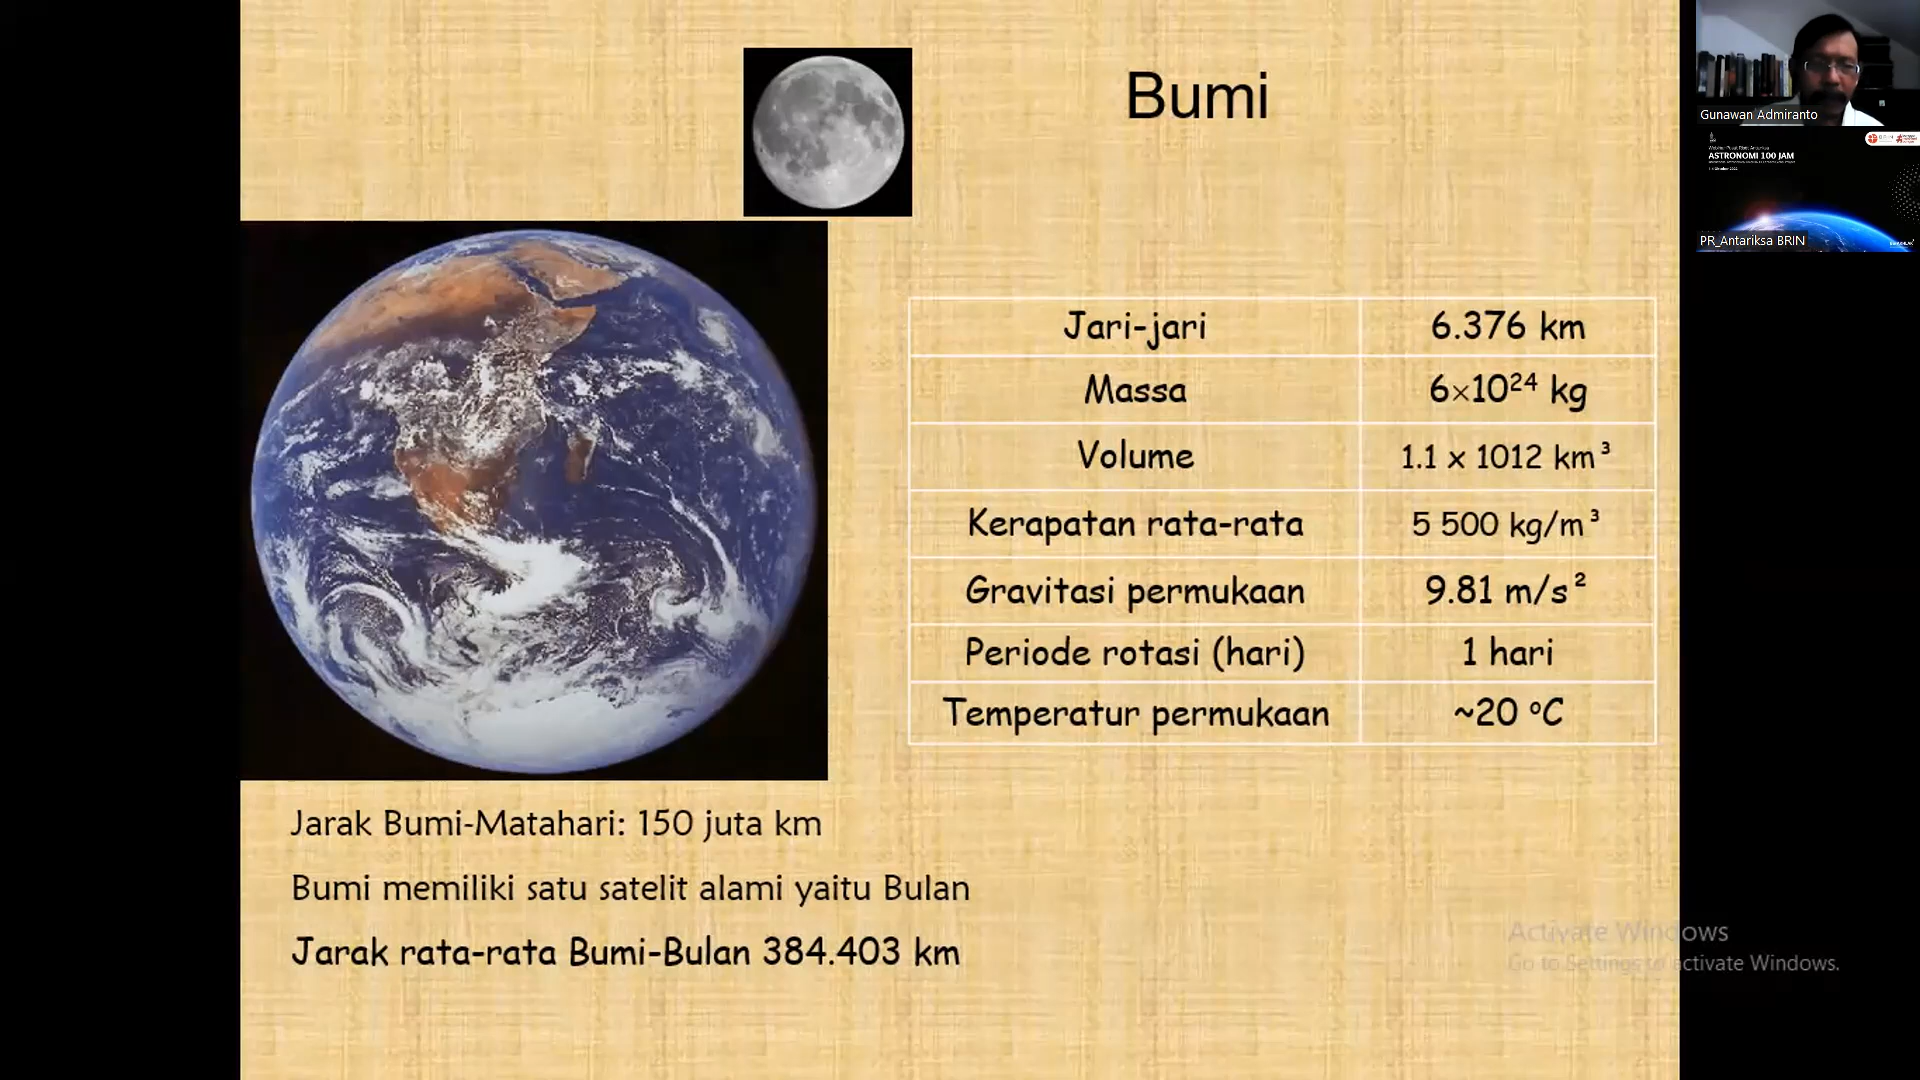 Bumi
Jari-jari 6.376 km
Massa 6×10²⁴ kg
Volume 1.1 x 1012 km³
Kerapatan rata-rata 5 500 kg/m³
Gravitasi permukaan 9.81 m/s²
Periode rotasi (hari) 1 hari
Temperatur permukaan ~20 °C
Jarak Bumi-Matahari: 150 juta km
Bumi memiliki satu satelit alami yaitu Bulan
Jarak rata-rata Bumi-Bulan 384.403 km
Activate Windows
Go to Settings to activate Windows.
Gunawan Admiranto
ASTRONOMI 100 JAM
PR_Antariksa BRIN